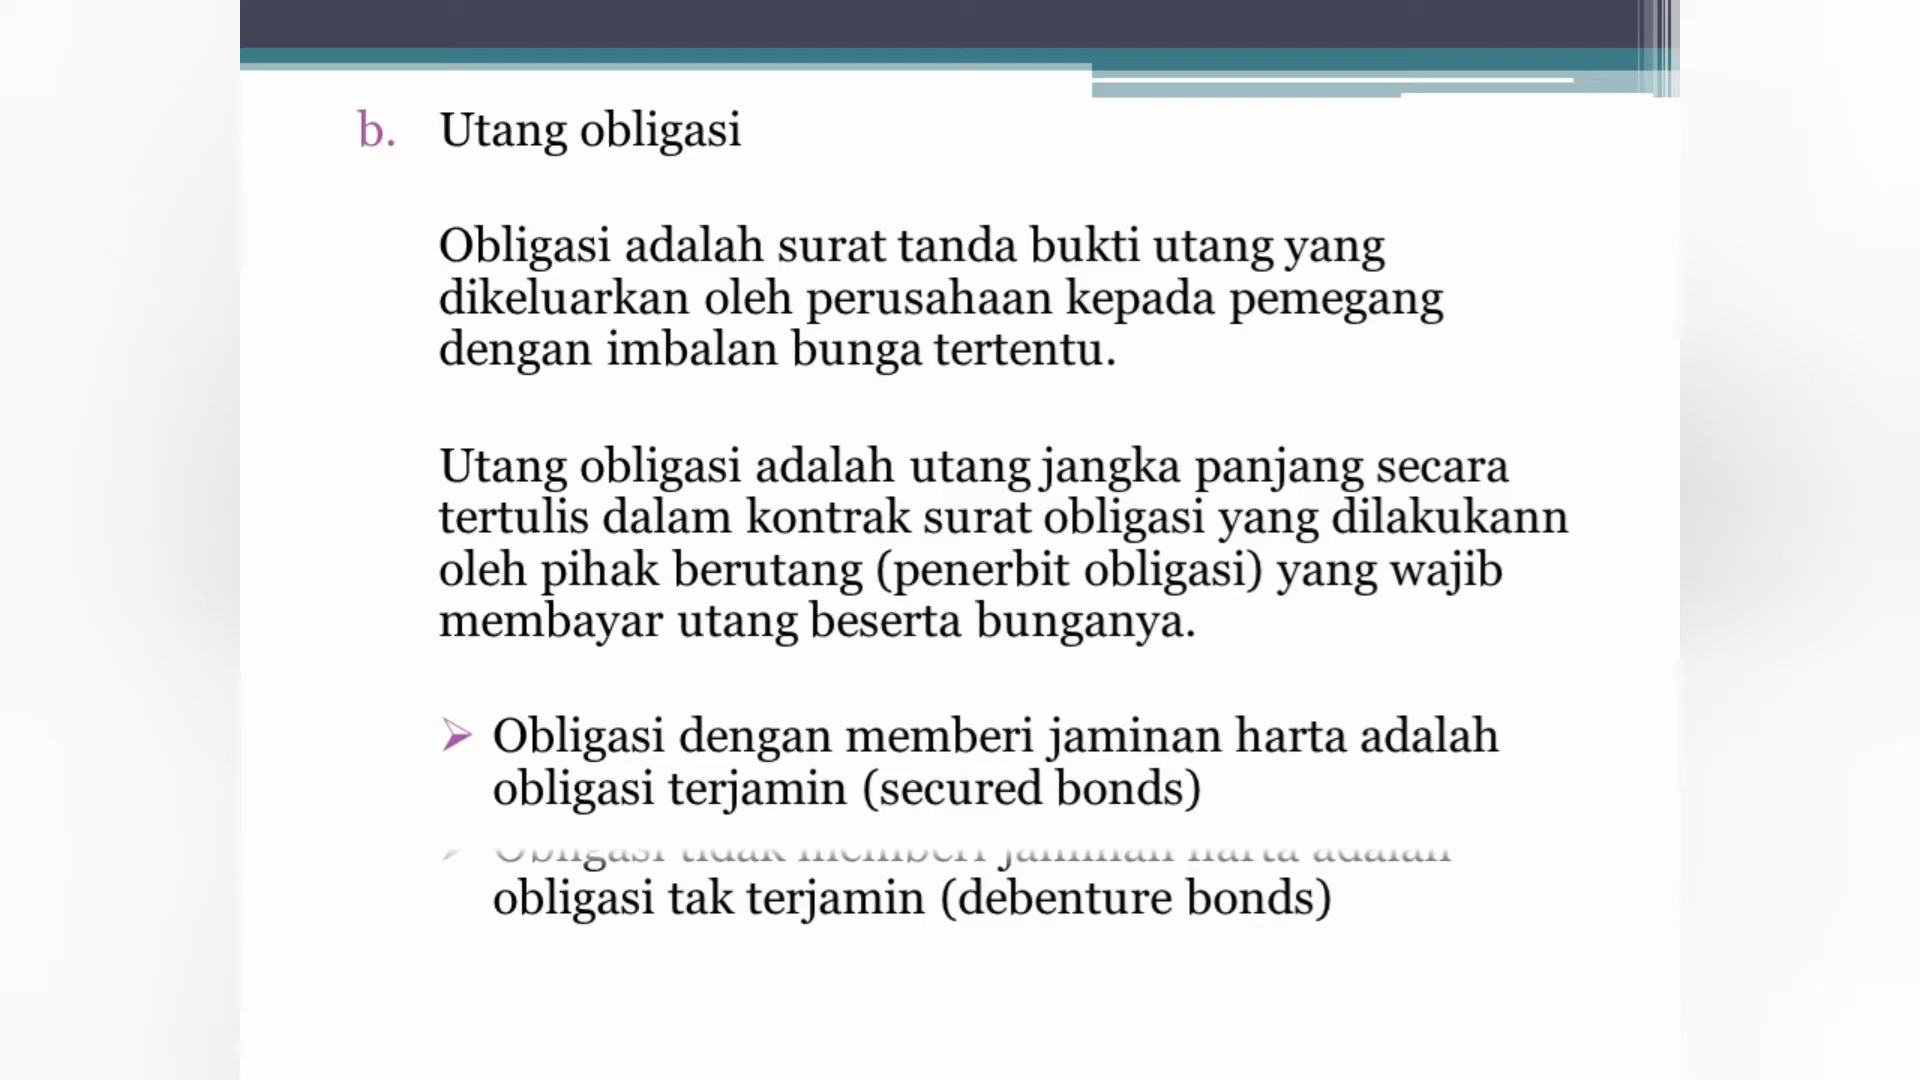 b. Utang obligasi
Obligasi adalah surat tanda bukti utang yang
dikeluarkan oleh perusahaan kepada pemegang
dengan imbalan bunga tertentu.
Utang obligasi adalah utang jangka panjang secara
tertulis dalam kontrak surat obligasi yang dilakukann
oleh pihak berutang (penerbit obligasi) yang wajib
membayar utang beserta bunganya.
➢ Obligasi dengan memberi jaminan harta adalah
obligasi terjamin (secured bonds)
➢ Obligasi tidak memberi jaminan harta adalah
obligasi tak terjamin (debenture bonds)